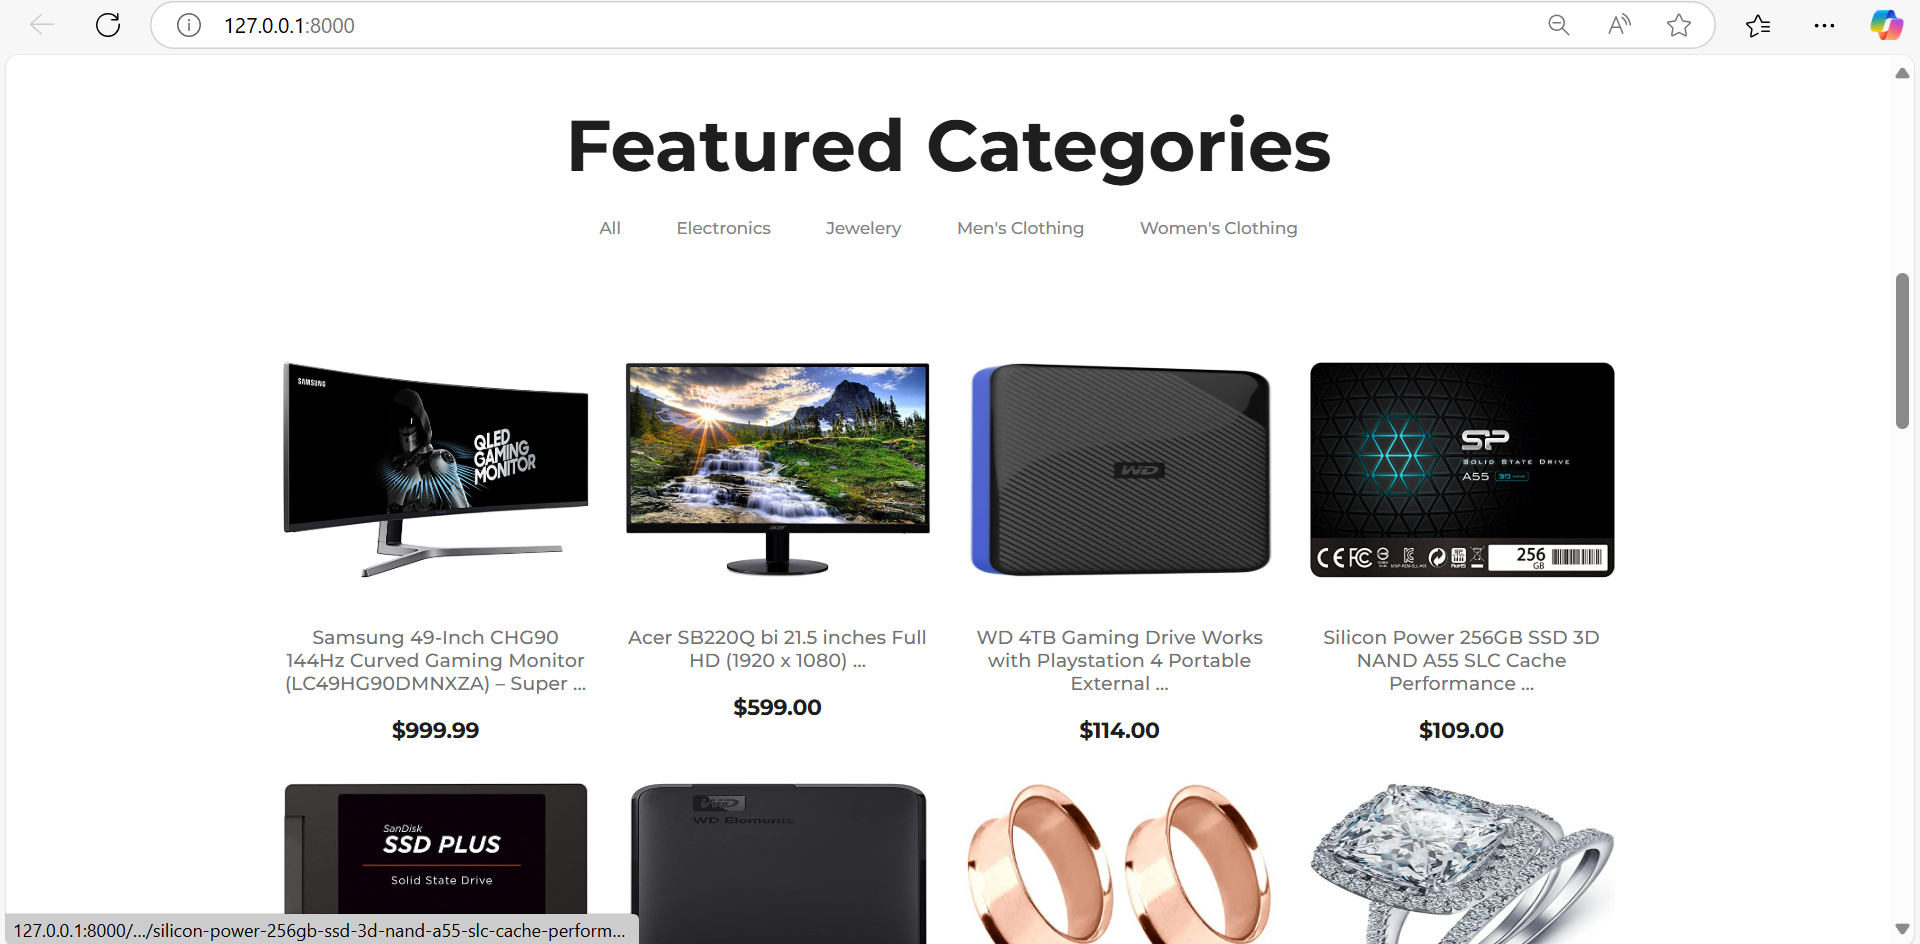 127.0.0.1:8000
Featured Categories
All Electronics Jewelery Men's Clothing Women's Clothing
SAMSUNG
QLED
GAMING
MONITOR
acer
WD
SP
SOLID STATE DRIVE
A55 3D
256
GB
Samsung 49-Inch CHG90
144Hz Curved Gaming Monitor
(LC49HG90DMNXZA) – Super ...
$999.99
Acer SB220Q bi 21.5 inches Full
HD (1920 x 1080) ...
$599.00
WD 4TB Gaming Drive Works
with Playstation 4 Portable
External ...
$114.00
Silicon Power 256GB SSD 3D
NAND A55 SLC Cache
Performance ...
$109.00
SanDisk
SSD PLUS
Solid State Drive
WD
WD Elements
127.0.0.1:8000/.../silicon-power-256gb-ssd-3d-nand-a55-slc-cache-perform...